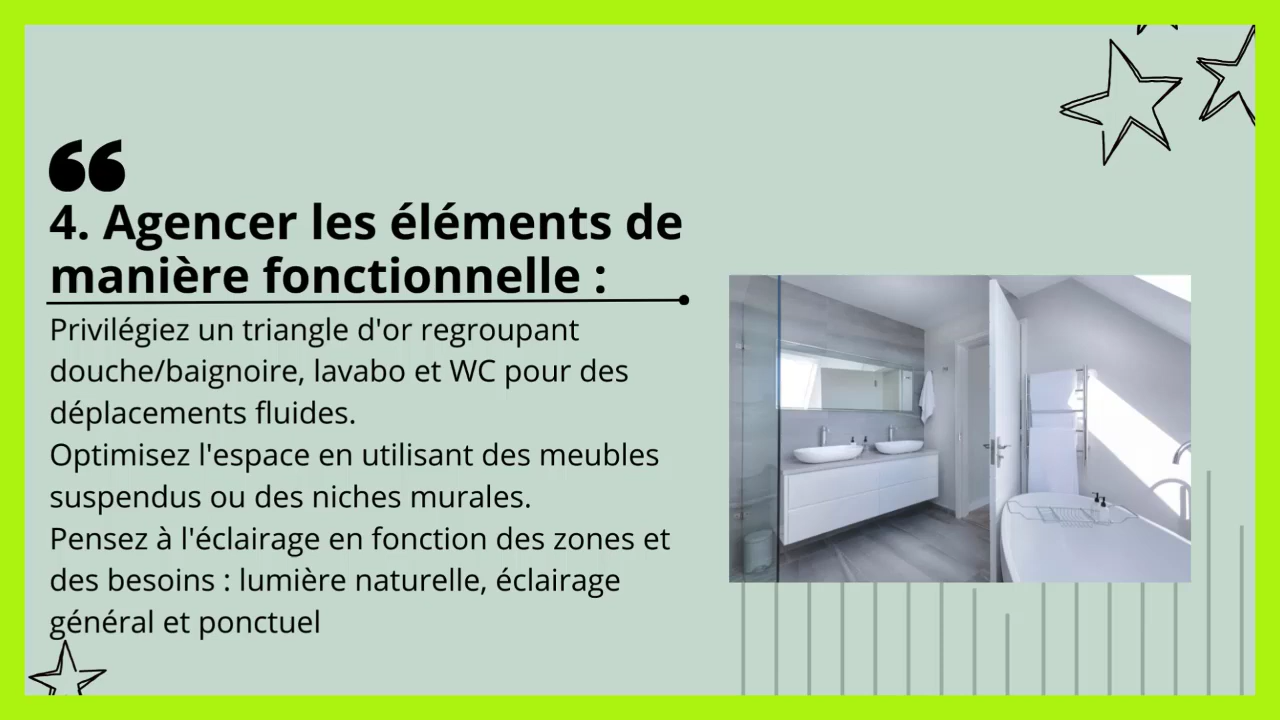 4. Agencer les éléments de
manière fonctionnelle :
Privilégiez un triangle d'or regroupant
douche/baignoire, lavabo et WC pour des
déplacements fluides.
Optimisez l'espace en utilisant des meubles
suspendus ou des niches murales.
Pensez à l'éclairage en fonction des zones et
des besoins : lumière naturelle, éclairage
général et ponctuel